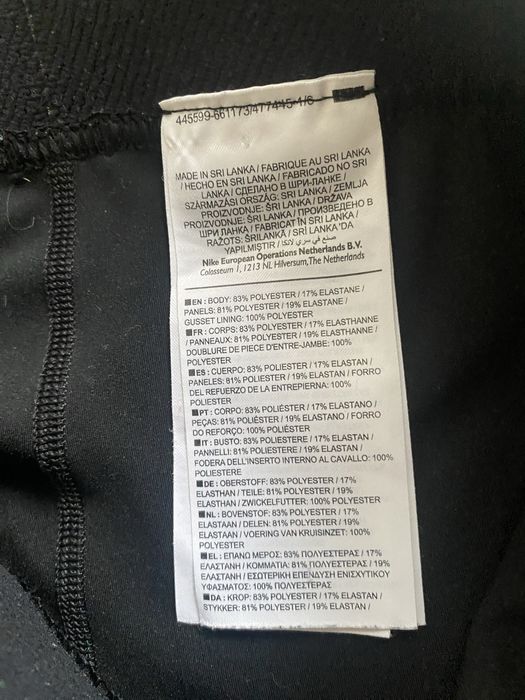 445599-661173/477445-1/6
MADE IN SRI LANKA / FABRIQUE AU SRI LANKA
/ HECHO EN SRI LANKA / FABRICADO NO SRI
LANKA / СДЕЛАНО В ШРИ-ЛАНКЕ /
SZÁRMAZÁSI ORSZÁG: SRI LANKA / ZEMLJA
PROIZVODNJE: ŠRI LANKA / DRŽAVA
PROIZVODNJE: ŠRI LANKA / ПРОИЗВЕДЕНО В
ШРИ ЛАНКА / FABRICAT ÎN SRI LANKA /
RAŽOTS: ŠRILANKĀ / SRİ LANKA 'DA
YAPILMIŞTIR / صنع في سري لانكا
Nike European Operations Netherlands B.V.
Colosseum 1, 1213 NL Hilversum, The Netherlands
EN : BODY: 83% POLYESTER / 17% ELASTANE /
PANELS: 81% POLYESTER / 19% ELASTANE /
GUSSET LINING: 100% POLYESTER
FR : CORPS: 83% POLYESTER / 17% ELASTHANNE
/ PANNEAUX: 81% POLYESTER / 19% ELASTHANNE /
DOUBLURE DE PIECE D'ENTRE-JAMBE: 100%
POLYESTER
ES : CUERPO: 83% POLIESTER / 17% ELASTAN /
PANELES: 81% POLIESTER / 19% ELASTAN / FORRO
DEL REFUERZO DE LA ENTREPIERNA: 100%
POLIESTER
PT : CORPO: 83% POLIÉSTER / 17% ELASTANO /
PEÇAS: 81% POLIÉSTER / 19% ELASTANO / FORRO
DO REFORÇO: 100% POLIÉSTER
IT : BUSTO: 83% POLIESTERE / 17% ELASTAN /
PANNELLI: 81% POLIESTERE / 19% ELASTAN /
FODERA DELL'INSERTO INTERNO AL CAVALLO: 100%
POLIESTERE
DE : OBERSTOFF: 83% POLYESTER / 17%
ELASTHAN / TEILE: 81% POLYESTER / 19%
ELASTHAN / ZWICKELFUTTER: 100% POLYESTER
NL : BOVENSTOF: 83% POLYESTER / 17%
ELASTAAN / DELEN: 81% POLYESTER / 19%
ELASTAAN / VOERING VAN KRUISINZET: 100%
POLYESTER
EL : ΕΠΑΝΩ ΜΕΡΟΣ: 83% ΠΟΛΥΕΣΤΕΡΑΣ / 17%
ΕΛΑΣΤΑΝΗ / ΚΟΜΜΑΤΙΑ: 81% ΠΟΛΥΕΣΤΕΡΑΣ / 19%
ΕΛΑΣΤΑΝΗ / ΕΣΩΤΕΡΙΚΗ ΕΠΕΝΔΥΣΗ ΕΝΙΣΧΥΤΙΚΟΥ
ΥΦΑΣΜΑΤΟΣ: 100% ΠΟΛΥΕΣΤΕΡΑΣ
DA : KROP: 83% POLYESTER / 17% ELASTAN /
STYKKER: 81% POLYESTER / 19% ELASTAN /